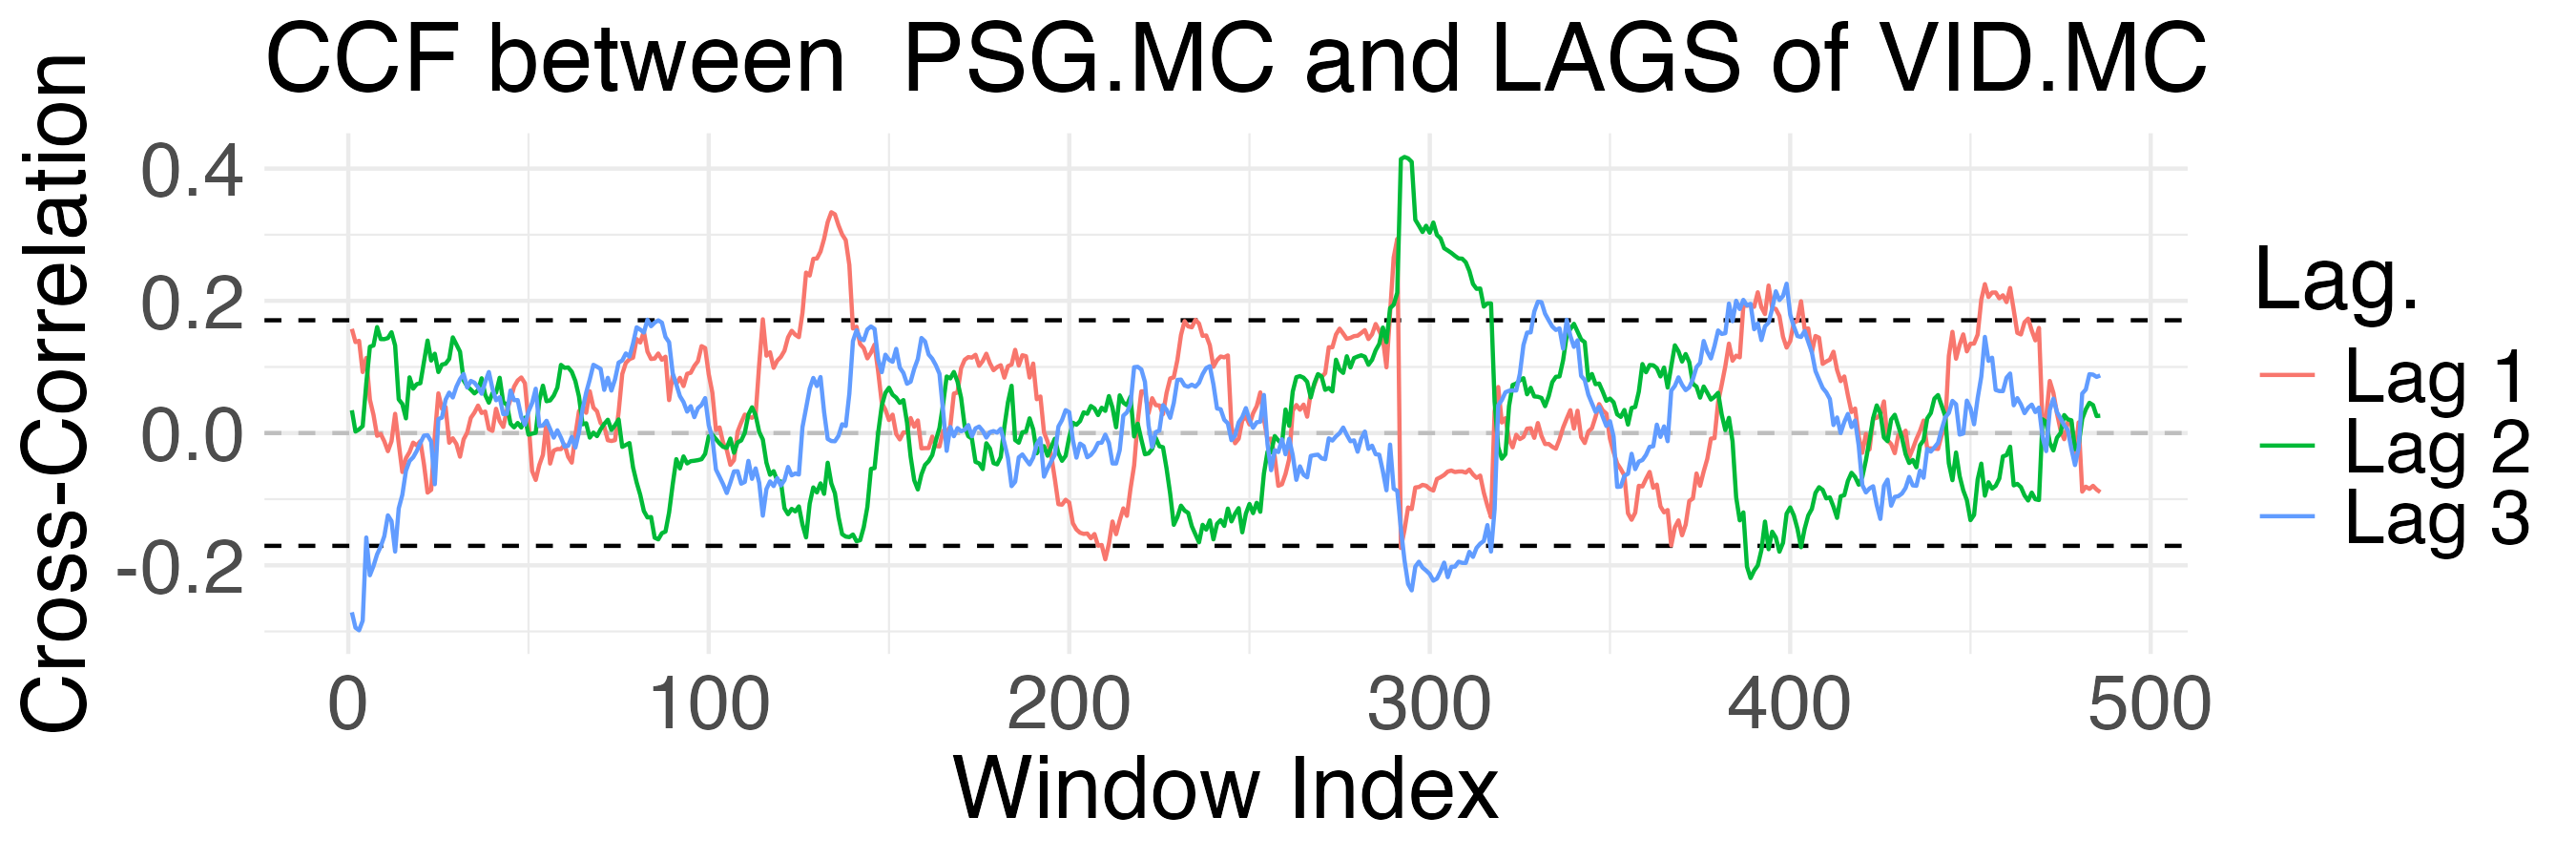 CCF between  PSG.MC and LAGS of VID.MC
Cross-Correlation
0.4
0.2
0.0
-0.2
0 100 200 300 400 500
Window Index
Lag.
Lag 1
Lag 2
Lag 3